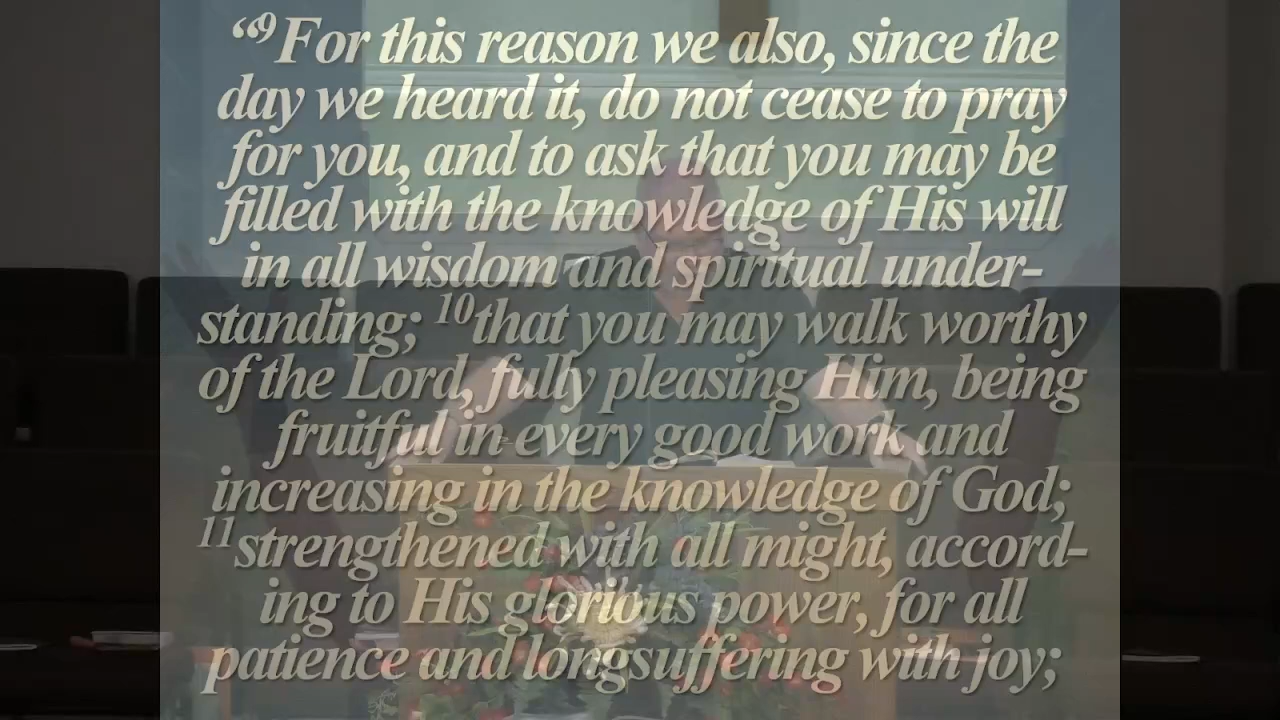 “⁹For this reason we also, since the
day we heard it, do not cease to pray
for you, and to ask that you may be
filled with the knowledge of His will
in all wisdom and spiritual under-
standing; ¹⁰that you may walk worthy
of the Lord, fully pleasing Him, being
fruitful in every good work and
increasing in the knowledge of God;
¹¹strengthened with all might, accord-
ing to His glorious power, for all
patience and longsuffering with joy;